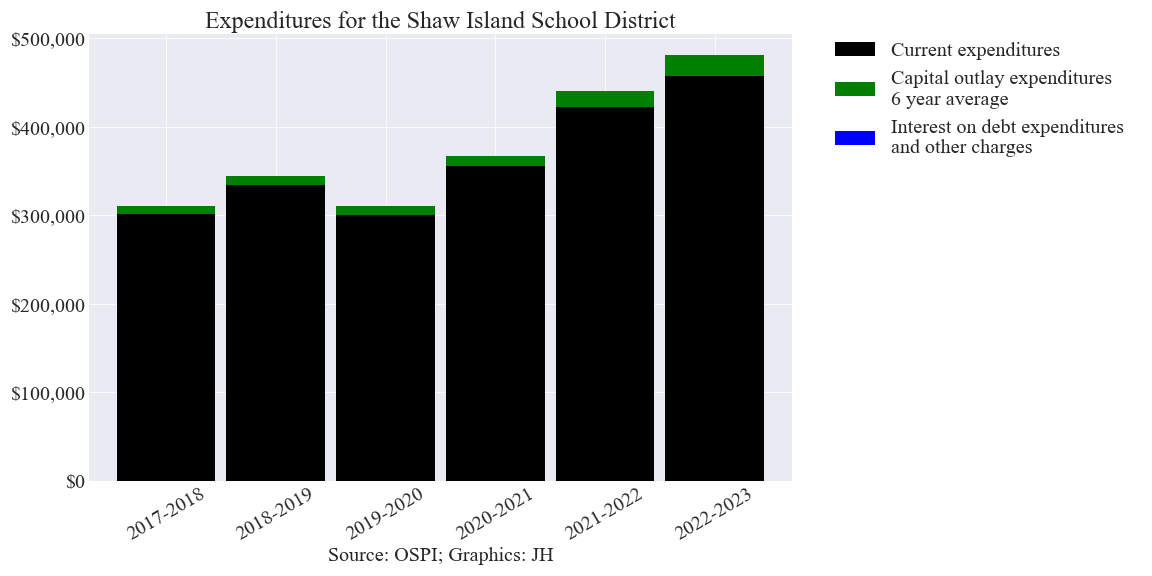 Expenditures for the Shaw Island School District
$500,000
$400,000
$300,000
$200,000
$100,000
$0
2017-2018
2018-2019
2019-2020
2020-2021
2021-2022
2022-2023
Source: OSPI; Graphics: JH
Current expenditures
Capital outlay expenditures
6 year average
Interest on debt expenditures
and other charges